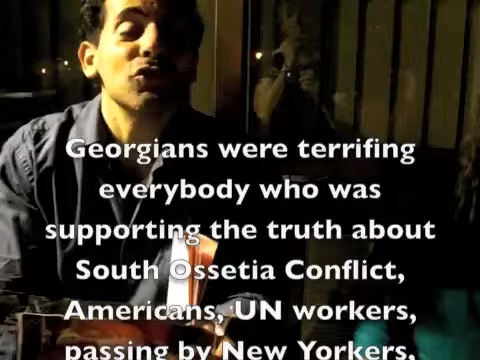 Georgians were terrifing
everybody who was
supporting the truth about
South Ossetia Conflict,
Americans, UN workers,
passing by New Yorkers,